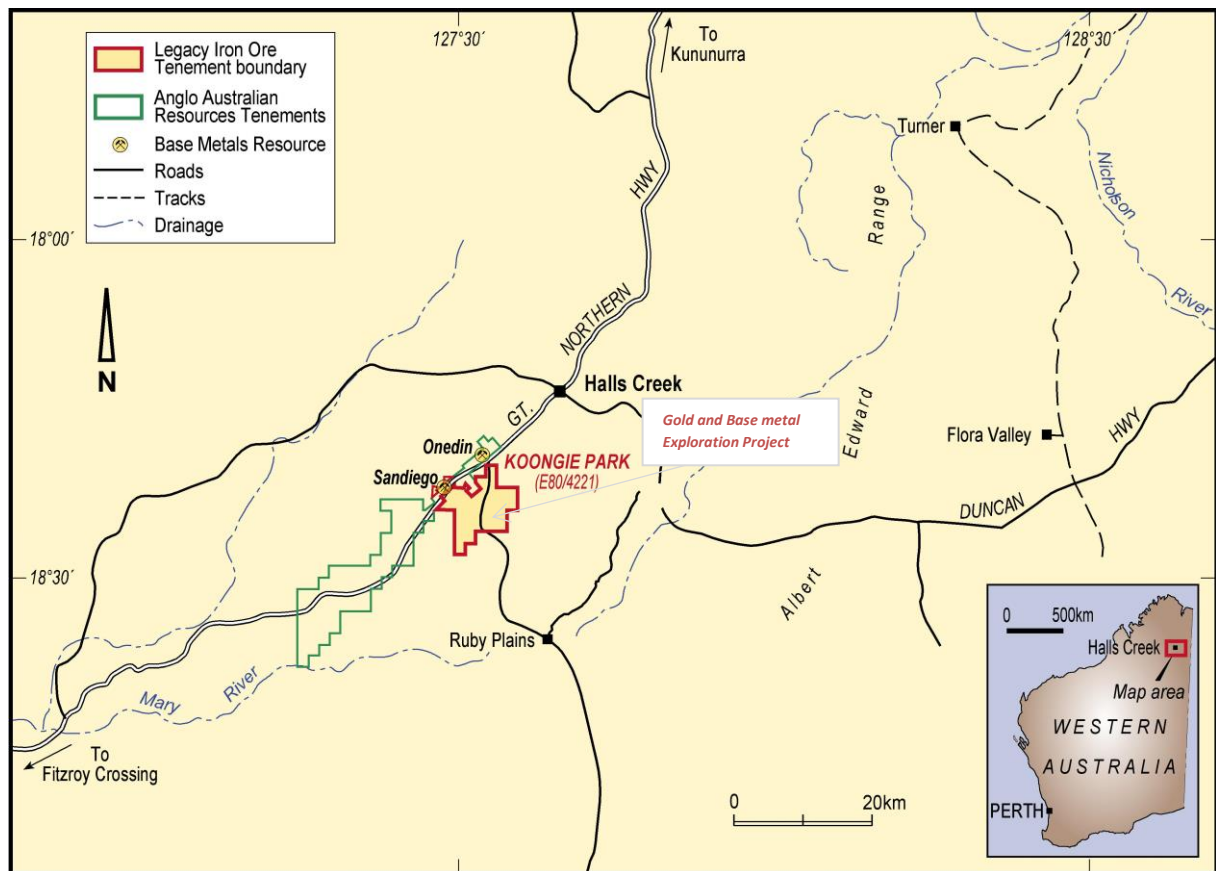 Legacy Iron Ore
Tenement boundary
Anglo Australian
Resources Tenements
Base Metals Resource
Roads
Tracks
Drainage
127°30'
To
Kununurra
128°30'
Turner
Nicholson
River
Range
HWY
18°00'
NORTHERN
N
Halls Creek
GT.
Gold and Base metal
Exploration Project
Edward
Flora Valley
HWY
Onedin
KOONGIE PARK
(E80/4221)
Sandiego
DUNCAN
18°30'
Albert
Ruby Plains
Mary
River
To
Fitzroy Crossing
0 20km
0 500km
Halls Creek
Map area
WESTERN
AUSTRALIA
PERTH